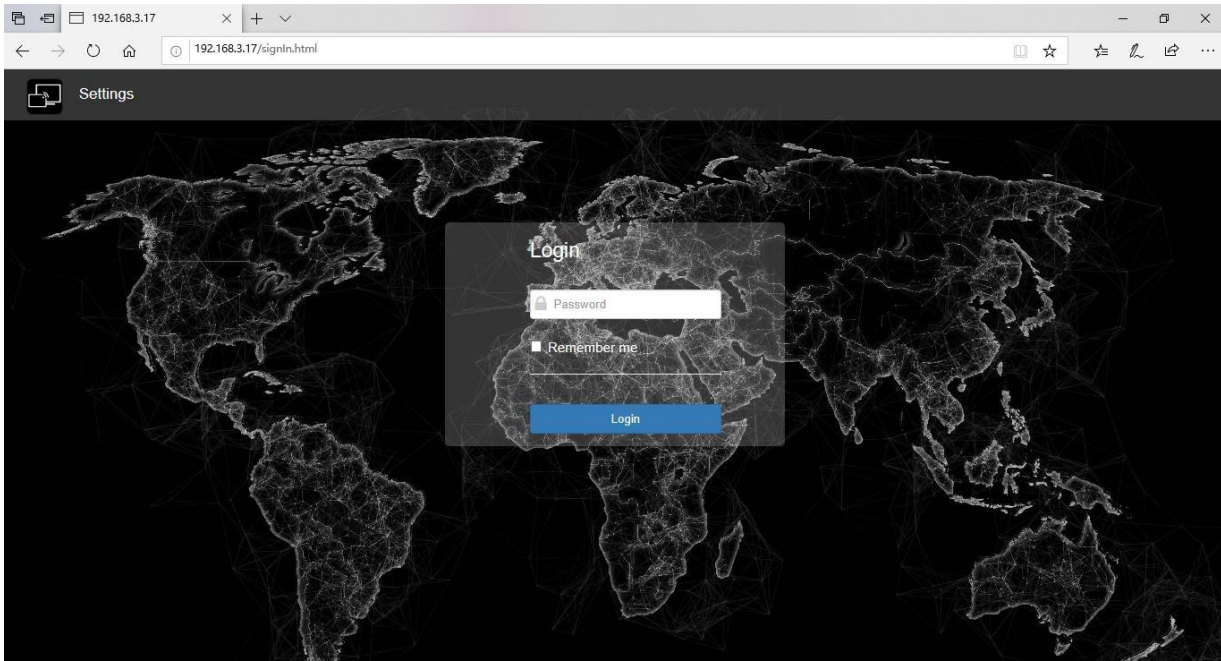 192.168.3.17
192.168.3.17/signIn.html
Settings
Login
Password
Remember me
Login